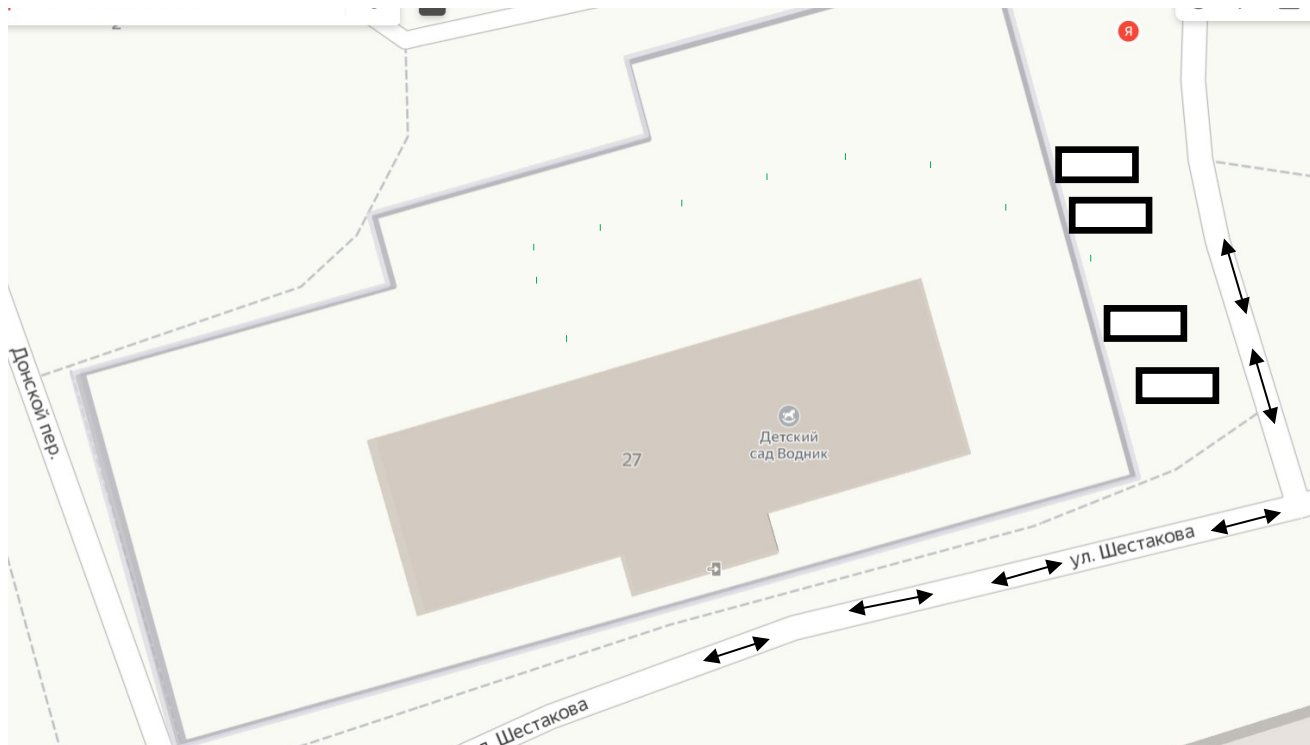 Я
Донской пер.
Детский
сад Водник
27
ул. Шестакова
Шестакова